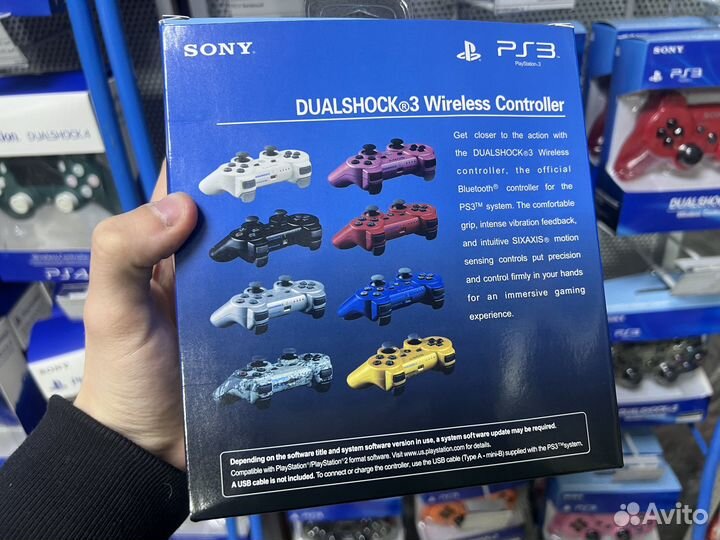 SONY
PS3
PlayStation®3
DUALSHOCK®3 Wireless Controller
Get closer to the action with
the DUALSHOCK®3 Wireless
controller, the official
Bluetooth® controller for the
PS3™ system. The comfortable
grip, intense vibration feedback,
and intuitive SIXAXIS® motion
sensing controls put precision
and control firmly in your hands
for an immersive gaming
experience.
Depending on the software title and system software version in use, a system software update may be required.
Compatible with PlayStation®/PlayStation®2 format software. Visit www.us.playstation.com for details.
A USB cable is not included. To connect or charge the controller, use the USB cable (Type A - mini-B) supplied with the PS3™system.
DUALSHOCK 4
PS4
SONY
PS3
DUALSHOCK
PS3
DUALSHOCK 3
Avito